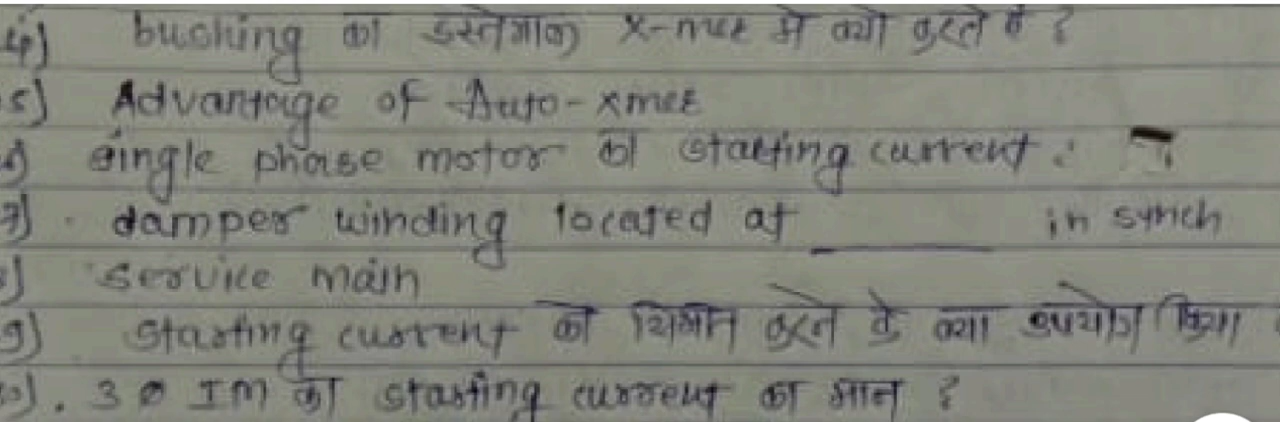 4) bushing का इस्तेमाल x-mer में क्यों करते है ?
5) Advantage of Auto-xmer
6) single phase motor का starting current :
7) damper winding located at ______ in synch
8) service main
9) starting current को करने के क्या उपयोग किया
10). 3 ø IM का starting current का मान ?